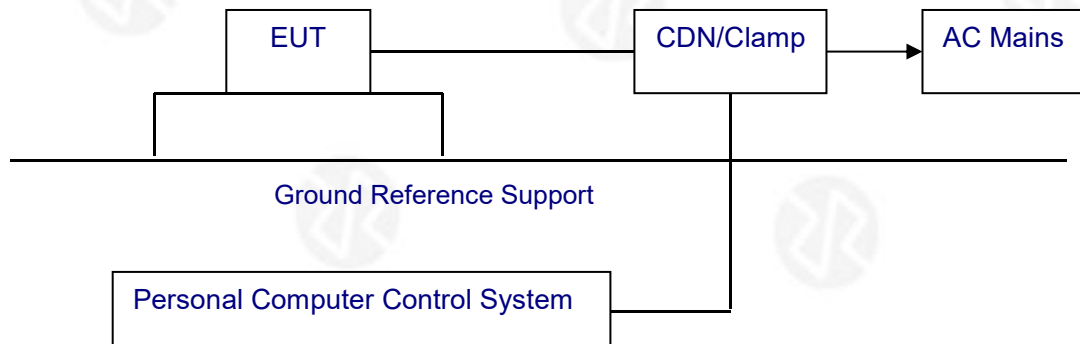 EUT
CDN/Clamp
AC Mains
Ground Reference Support
Personal Computer Control System